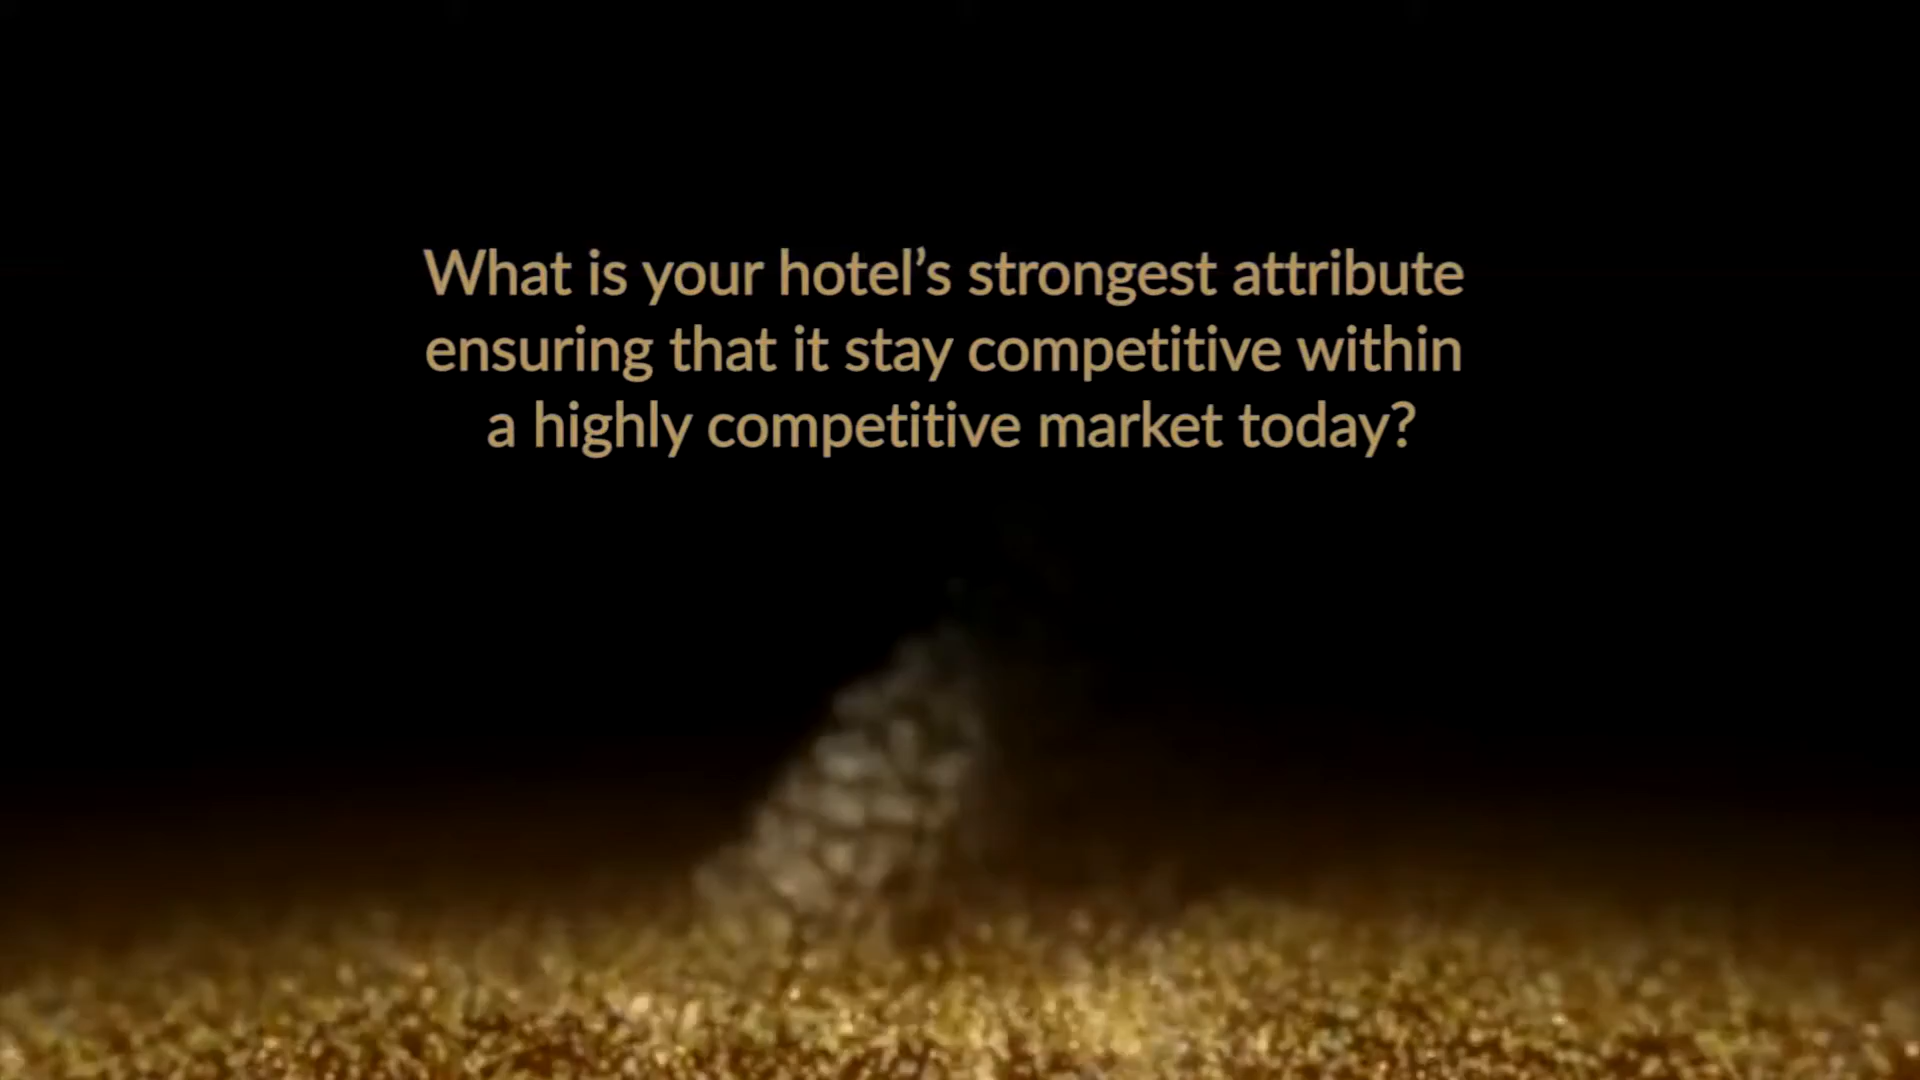 What is your hotel’s strongest attribute
ensuring that it stay competitive within
a highly competitive market today?